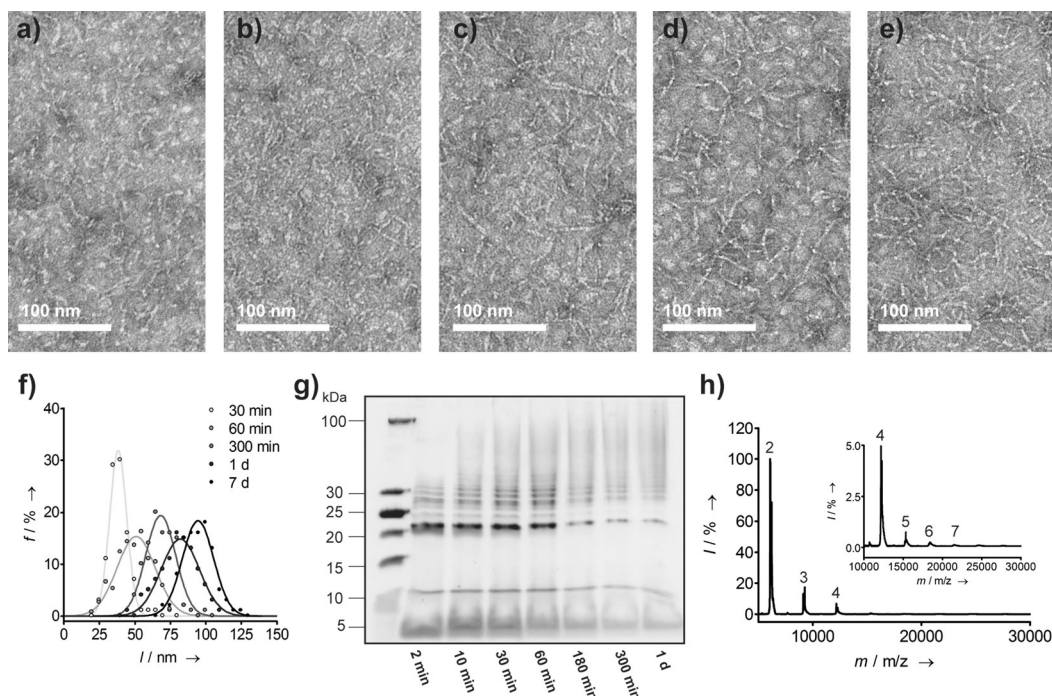 a)
b)
c)
d)
e)
100 nm
100 nm
100 nm
100 nm
100 nm
f)
40
30
20
10
0
f / % →
0 25 50 75 100 125 150
l / nm →
30 min
60 min
300 min
1 d
7 d
g)
kDa
100
30
25
20
15
10
5
2 min
10 min
30 min
60 min
180 min
300 min
1 d
h)
120
100
80
60
40
20
0
I / % →
2
3
4
10000 20000 30000
m / m/z →
5.0
2.5
0.0
I / % →
4
5
6
7
10000 15000 20000 25000 30000
m / m/z →